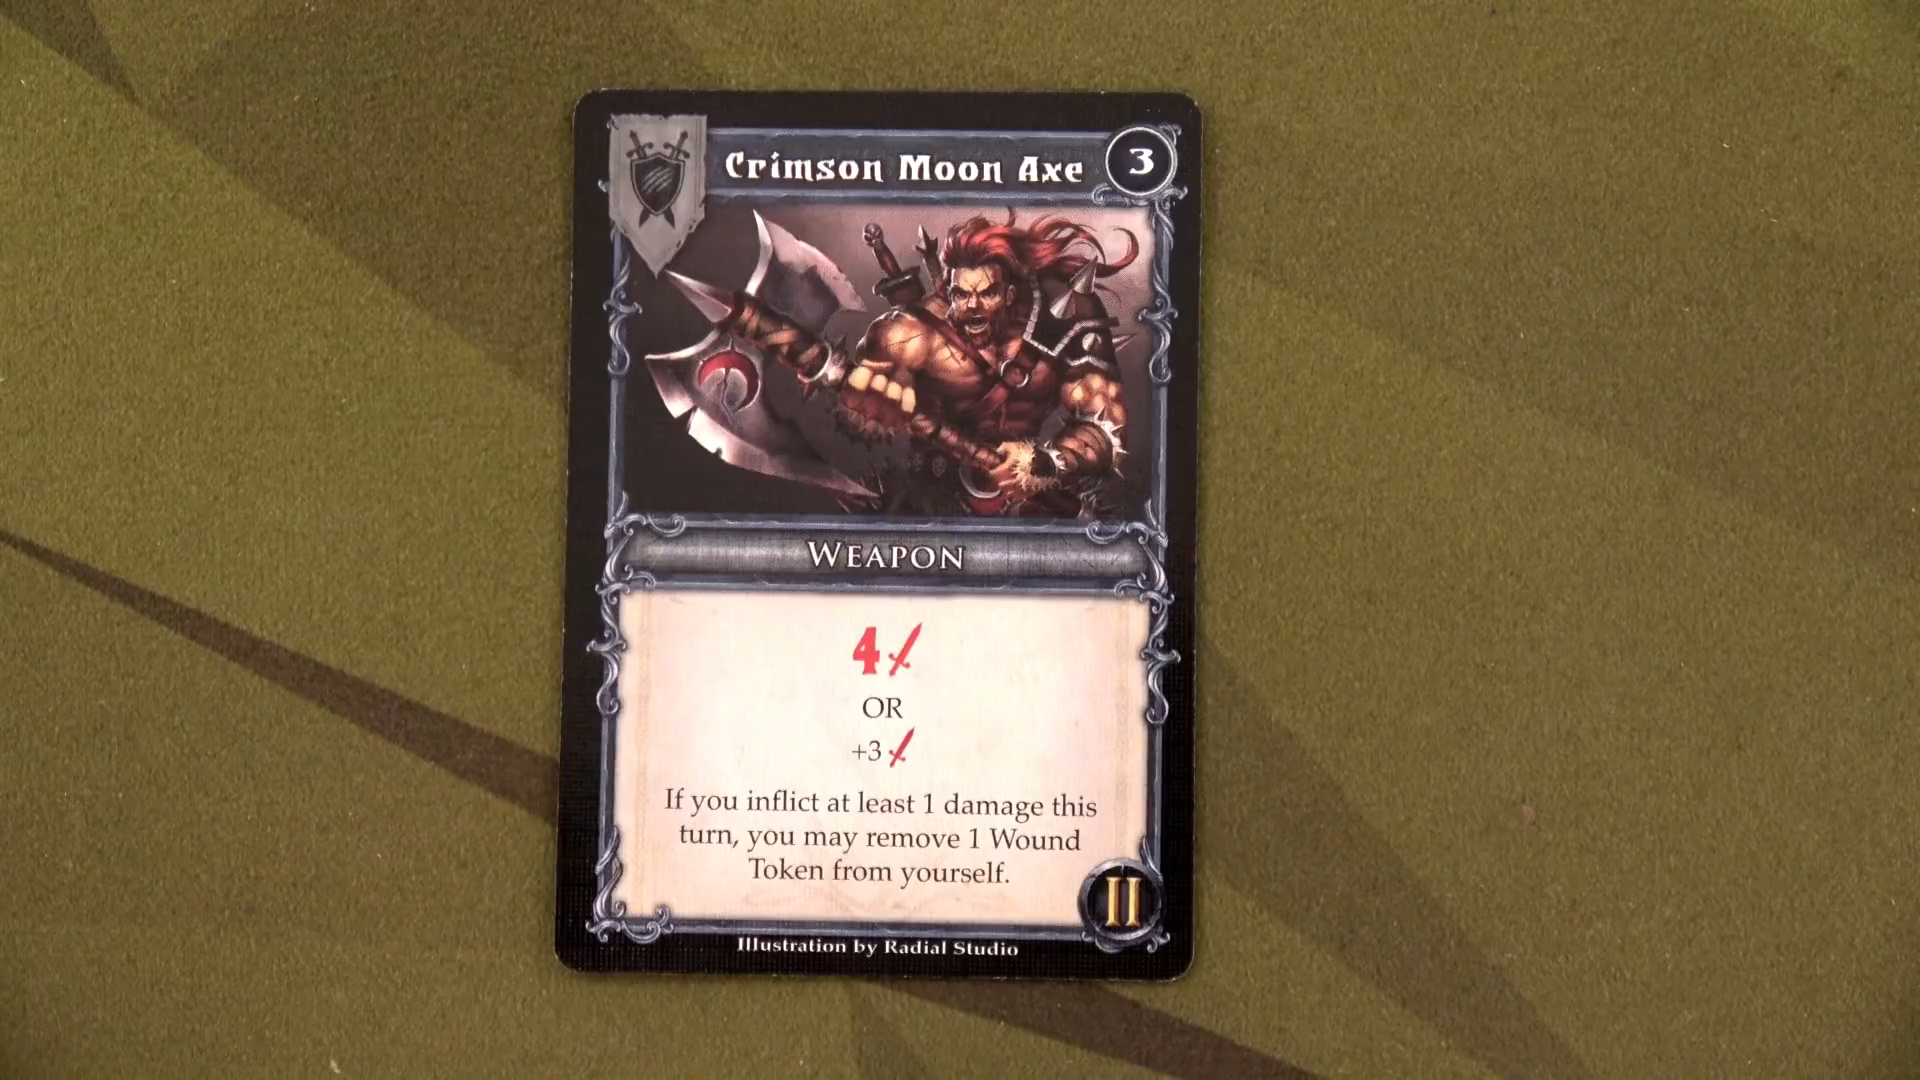 Crimson Moon Axe
3
WEAPON
4
OR
+3
If you inflict at least 1 damage this
turn, you may remove 1 Wound
Token from yourself.
II
Illustration by Radial Studio